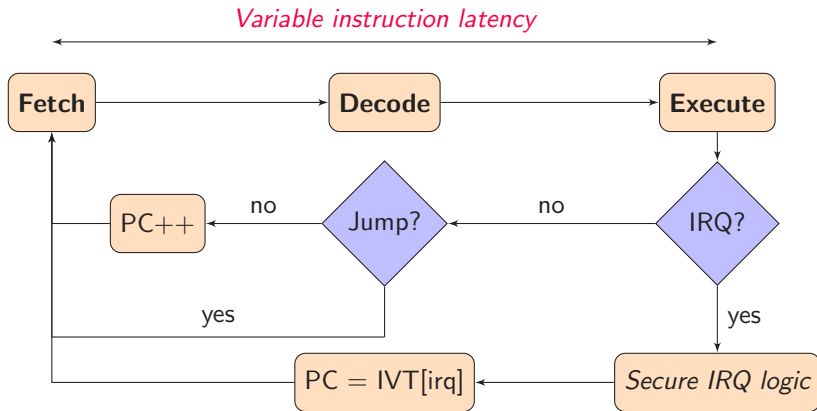 Variable instruction latency
Fetch
Decode
Execute
PC++
no
Jump?
no
IRQ?
yes
yes
PC = IVT[irq]
Secure IRQ logic